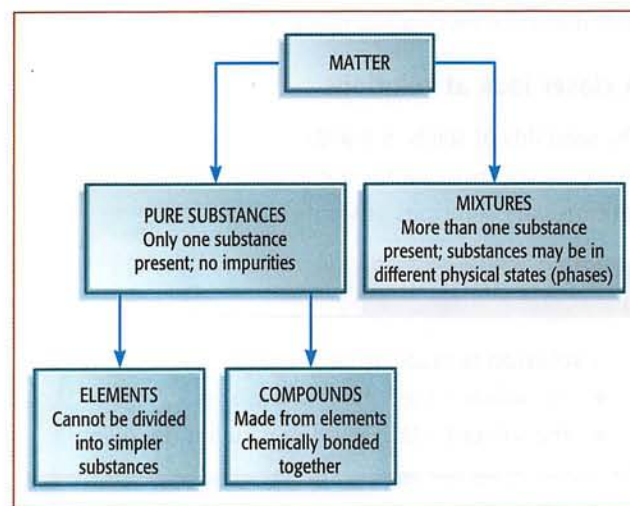 MATTER
PURE SUBSTANCES
Only one substance
present; no impurities
MIXTURES
More than one substance
present; substances may be in
different physical states (phases)
ELEMENTS
Cannot be divided
into simpler
substances
COMPOUNDS
Made from elements
chemically bonded
together